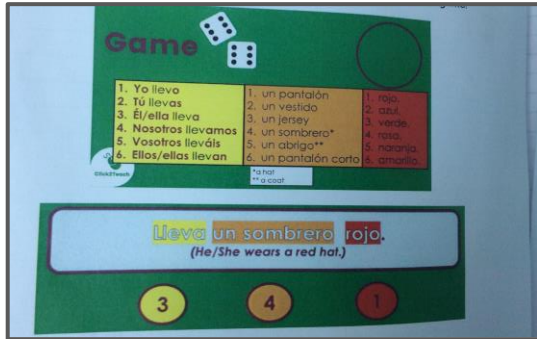 Game
1. Yo llevo
2. Tú llevas
3. Él/ella lleva
4. Nosotros llevamos
5. Vosotros lleváis
6. Ellos/ellas llevan
1. un pantalón
2. un vestido
3. un jersey
4. un sombrero*
5. un abrigo**
6. un pantalón corto
1. rojo.
2. azul.
3. verde.
4. rosa.
5. naranja.
6. amarillo.
*a hat
** a coat
Click2Teach
Lleva un sombrero rojo.
(He/She wears a red hat.)
3 4 1